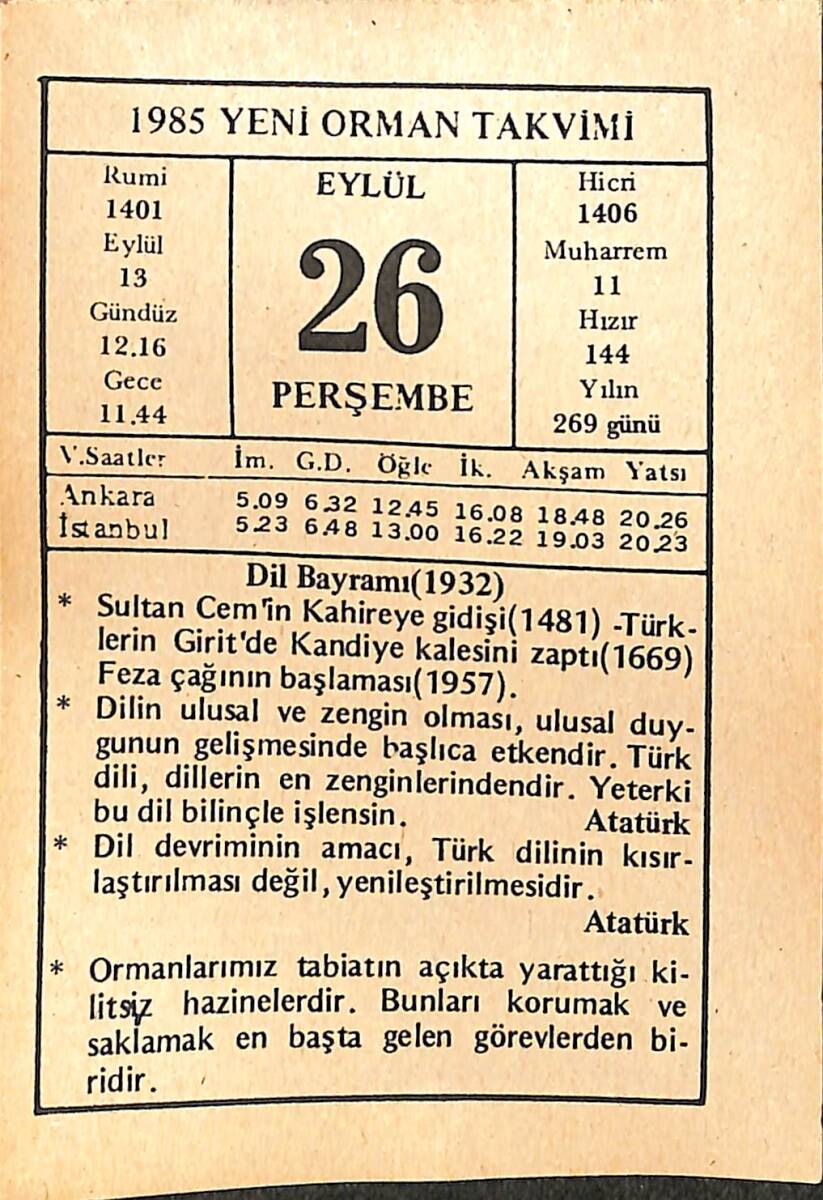 1985 YENİ ORMAN TAKVİMİ
Rumi
1401
Eylül
13
Gündüz
12.16
Gece
11.44
EYLÜL
26
PERŞEMBE
Hicri
1406
Muharrem
11
Hızır
144
Yılın
269 günü
V.Saatler İm. G.D. Öğle İk. Akşam Yatsı
Ankara 5.09 6.32 12.45 16.08 18.48 20.26
İstanbul 5.23 6.48 13.00 16.22 19.03 20.23
Dil Bayramı(1932)
* Sultan Cem'in Kahireye gidişi(1481) -Türk-
lerin Girit'de Kandiye kalesini zaptı(1669)
Feza çağının başlaması(1957).
* Dilin ulusal ve zengin olması, ulusal duy-
gunun gelişmesinde başlıca etkendir. Türk
dili, dillerin en zenginlerindendir. Yeterki
bu dil bilinçle işlensin. Atatürk
* Dil devriminin amacı, Türk dilinin kısır-
laştırılması değil, yenileştirilmesidir.
Atatürk
* Ormanlarımız tabiatın açıkta yarattığı ki-
litsiz hazinelerdir. Bunları korumak ve
saklamak en başta gelen görevlerden bi-
ridir.